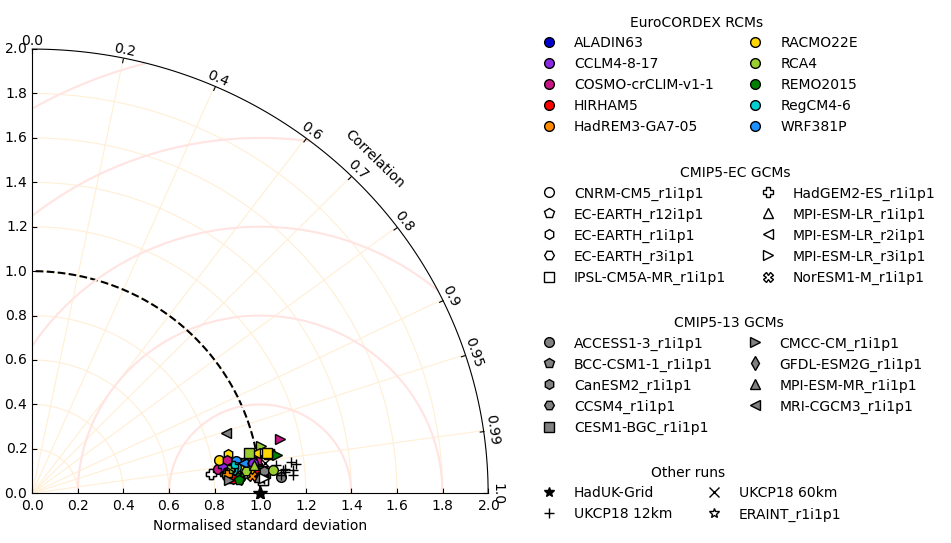 EuroCORDEX RCMs
ALADIN63
RACMO22E
CCLM4-8-17
RCA4
COSMO-crCLIM-v1-1
REMO2015
HIRHAM5
RegCM4-6
HadREM3-GA7-05
WRF381P
CMIP5-EC GCMs
CNRM-CM5_r1i1p1
HadGEM2-ES_r1i1p1
EC-EARTH_r12i1p1
MPI-ESM-LR_r1i1p1
EC-EARTH_r1i1p1
MPI-ESM-LR_r2i1p1
EC-EARTH_r3i1p1
MPI-ESM-LR_r3i1p1
IPSL-CM5A-MR_r1i1p1
NorESM1-M_r1i1p1
CMIP5-13 GCMs
ACCESS1-3_r1i1p1
CMCC-CM_r1i1p1
BCC-CSM1-1_r1i1p1
GFDL-ESM2G_r1i1p1
CanESM2_r1i1p1
MPI-ESM-MR_r1i1p1
CCSM4_r1i1p1
MRI-CGCM3_r1i1p1
CESM1-BGC_r1i1p1
Other runs
HadUK-Grid
UKCP18 60km
UKCP18 12km
ERAINT_r1i1p1
Correlation
0.0
0.2
0.4
0.6
0.7
0.8
0.9
0.95
0.99
1.0
2.0
1.8
1.6
1.4
1.2
1.0
0.8
0.6
0.4
0.2
0.0
0.0
0.2
0.4
0.6
0.8
1.0
1.2
1.4
1.6
1.8
2.0
Normalised standard deviation